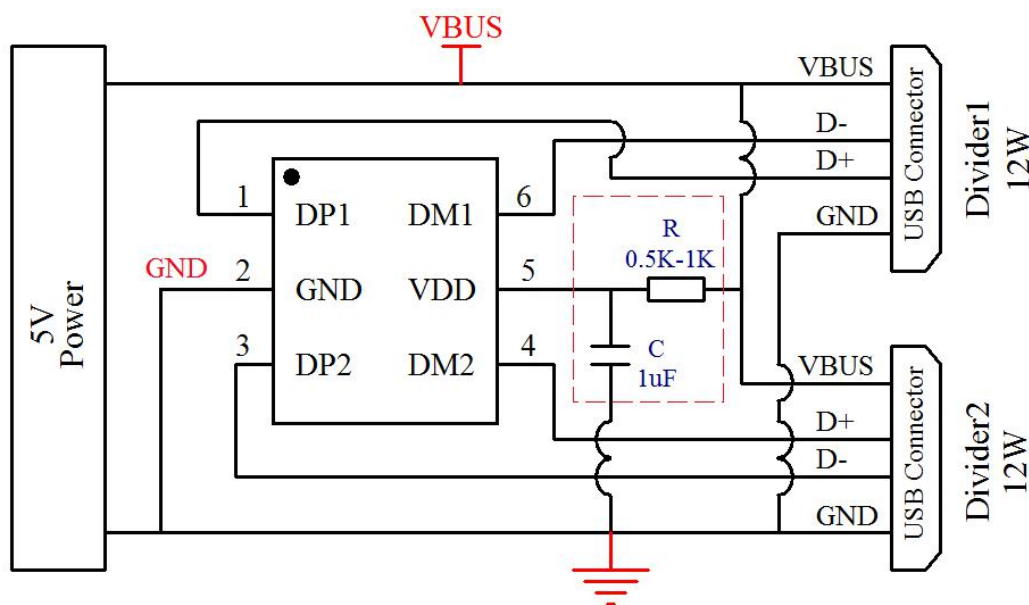 VBUS
5V
Power
1
DP1
GND
2
GND
3
DP2
DM1
6
VDD
5
DM2
4
R
0.5K-1K
C
1uF
VBUS
D-
D+
GND
USB Connector
Divider1
12W
VBUS
D+
D-
GND
USB Connector
Divider2
12W